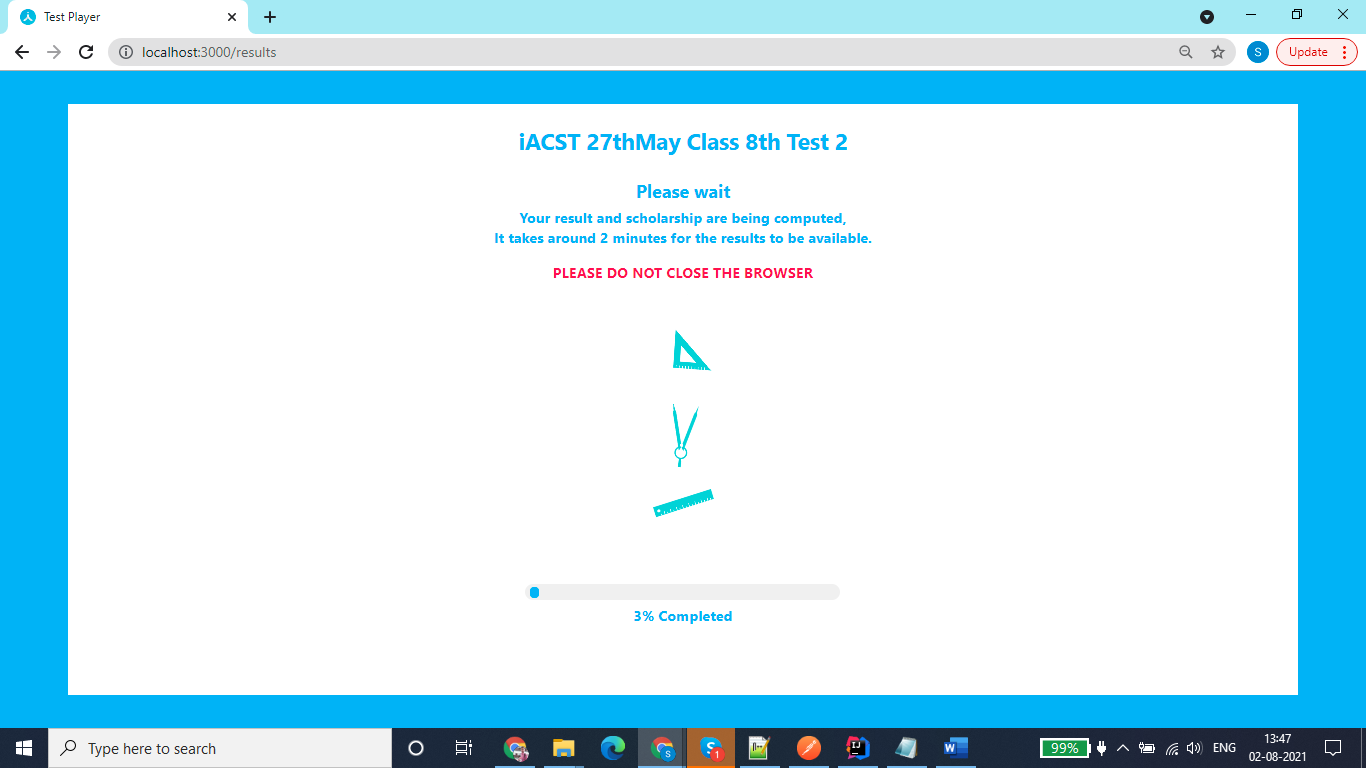 Test Player
localhost:3000/results
S
Update
iACST 27thMay Class 8th Test 2
Please wait
Your result and scholarship are being computed,
It takes around 2 minutes for the results to be available.
PLEASE DO NOT CLOSE THE BROWSER
3% Completed
Type here to search
S
S
1
IJ
W
99%
ENG
13:47
02-08-2021